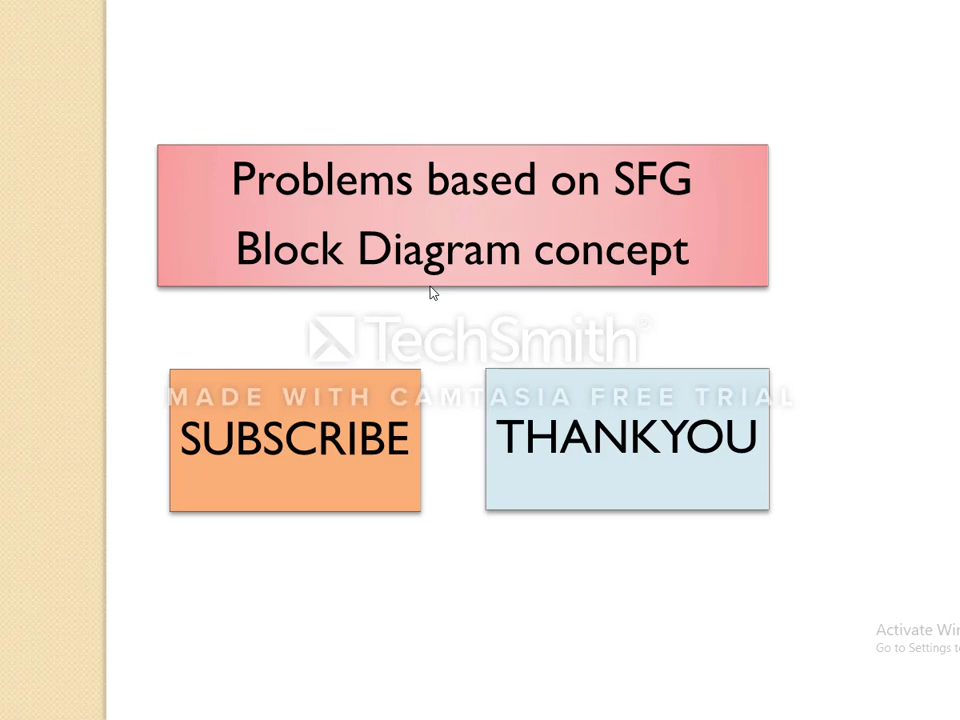 Problems based on SFG
Block Diagram concept
TechSmith
MADE WITH CAMTASIA FREE TRIAL
SUBSCRIBE
THANKYOU
Activate Win
Go to Settings t